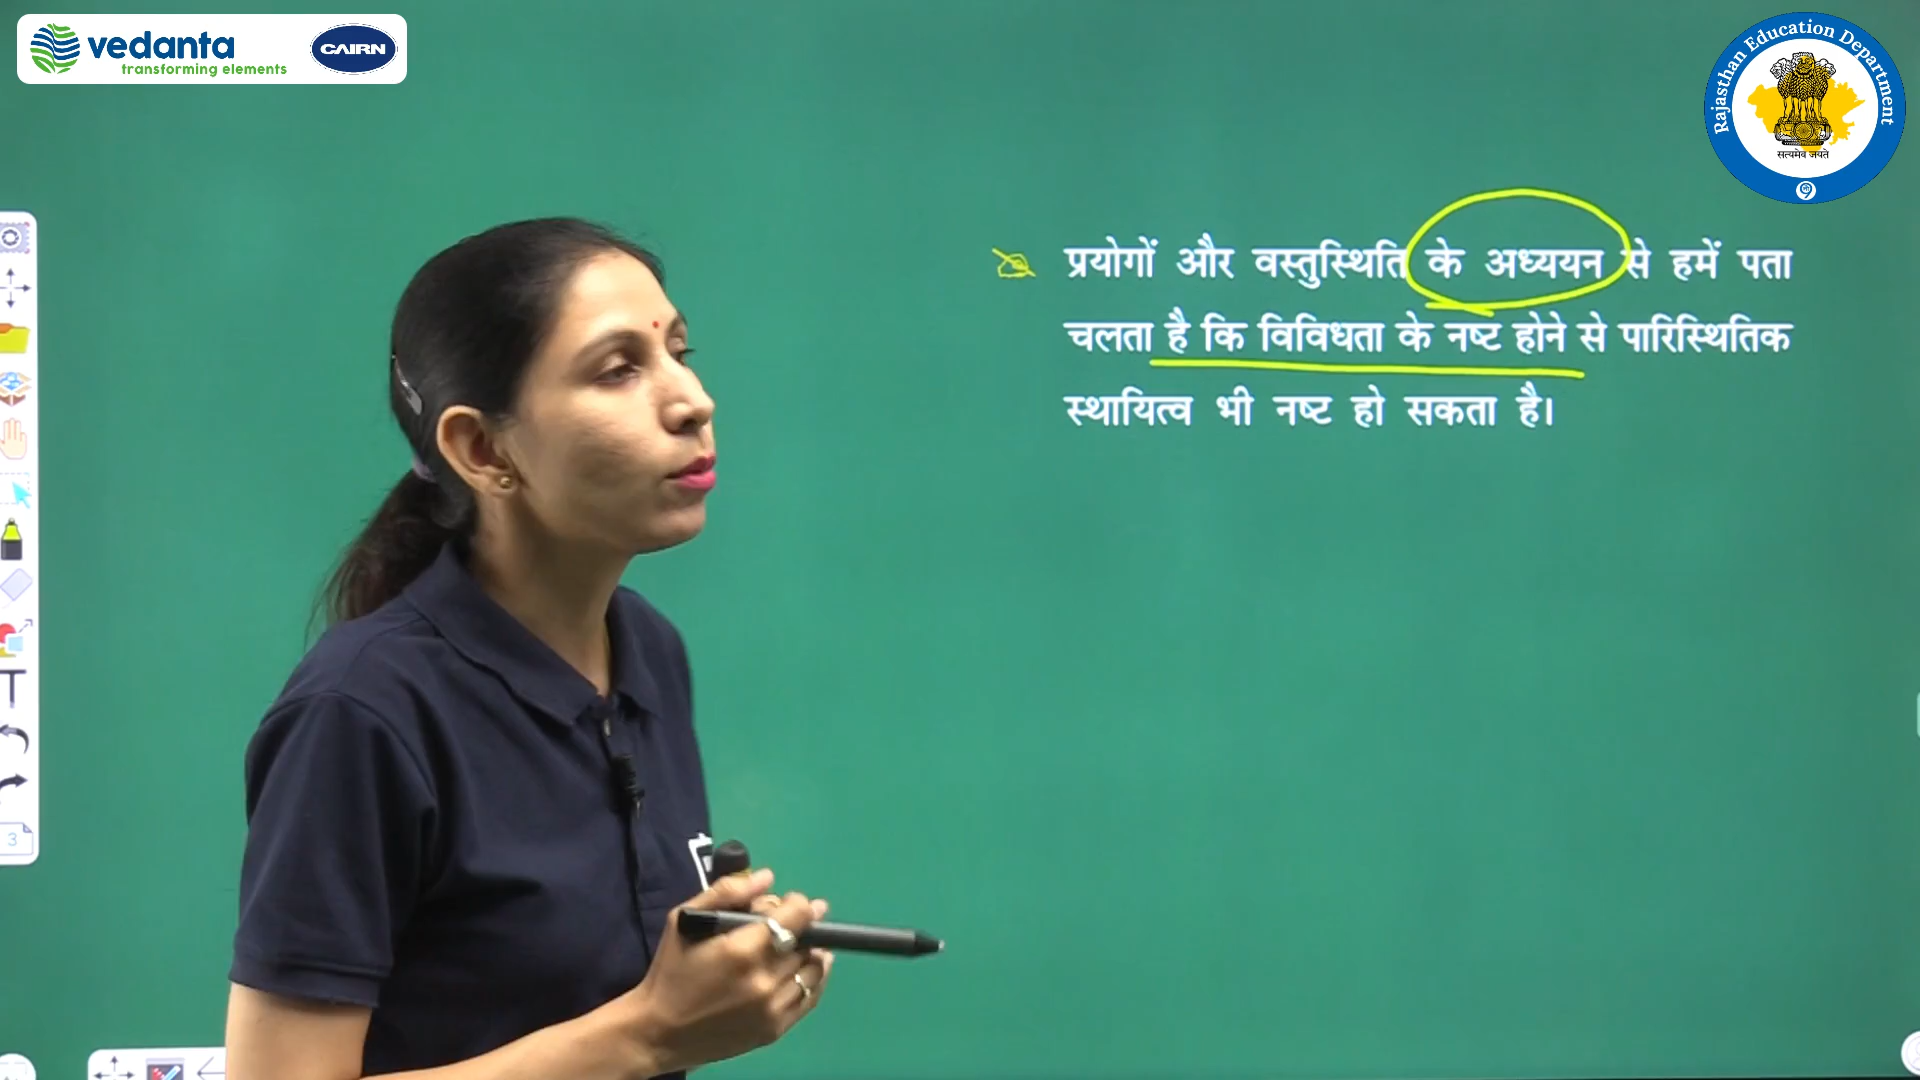 vedanta
transforming elements
CAIRN
Rajasthan Education Department
सत्यमेव जयते
प्रयोगों और वस्तुस्थिति के अध्ययन से हमें पता
चलता है कि विविधता के नष्ट होने से पारिस्थितिक
स्थायित्व भी नष्ट हो सकता है।
T
3